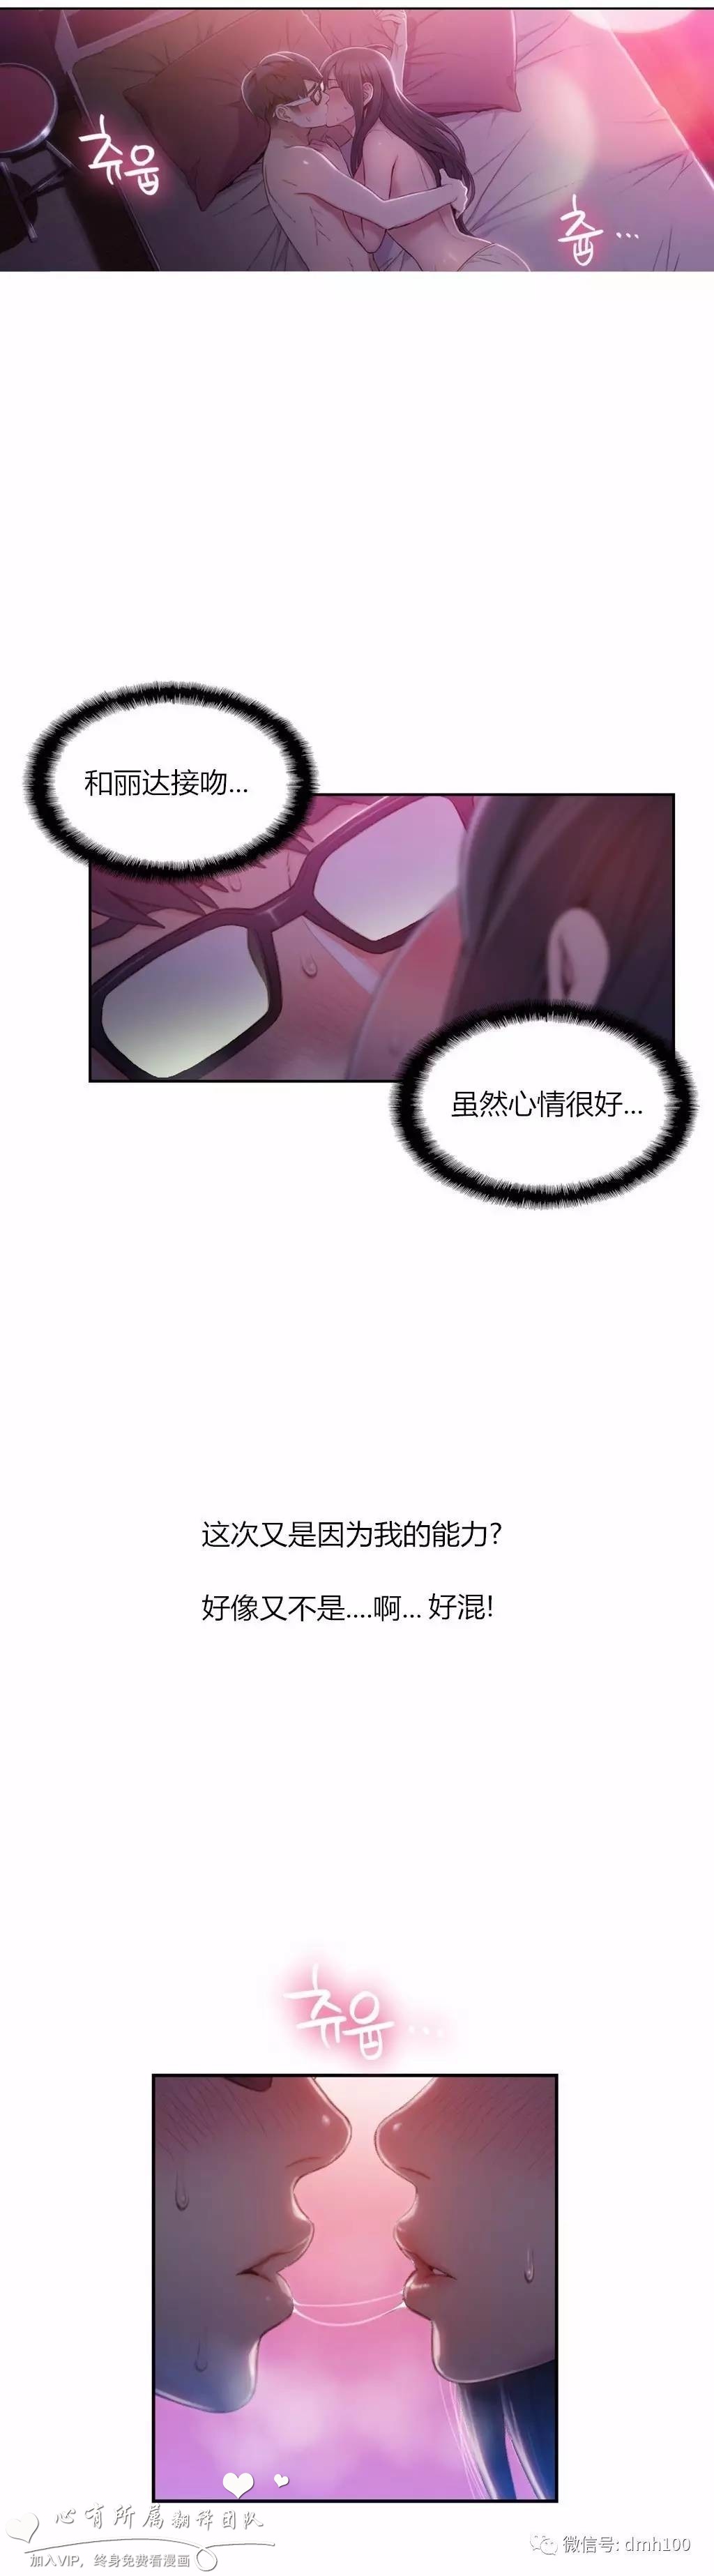 츄웁
츕...
和丽达接吻...
虽然心情很好...
这次又是因为我的能力?
好像又不是....啊... 好混!
츄웁...
心有所属翻译团队
加入VIP，终身免费看漫画
微信号: dmh100